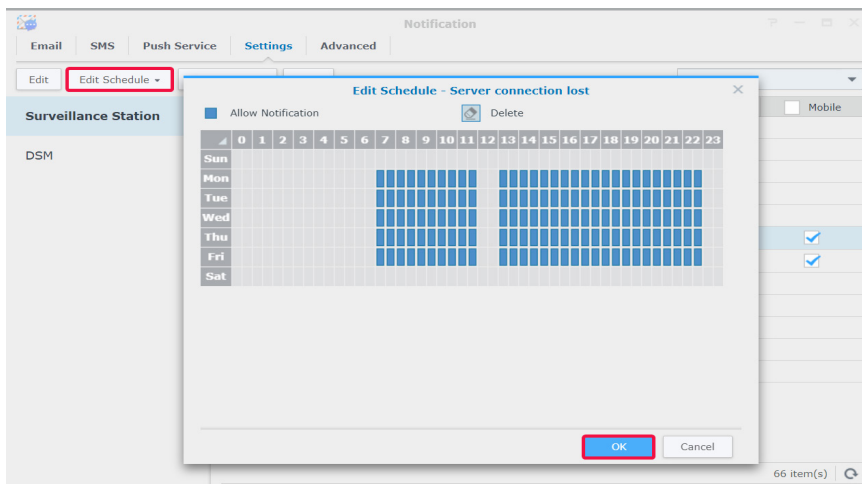 Notification
Email SMS Push Service Settings Advanced
Edit Edit Schedule
Edit Schedule - Server connection lost
Surveillance Station
Allow Notification Delete
Mobile
0 1 2 3 4 5 6 7 8 9 10 11 12 13 14 15 16 17 18 19 20 21 22 23
DSM
Sun
Mon
Tue
Wed
Thu
Fri
Sat
OK Cancel
66 item(s)